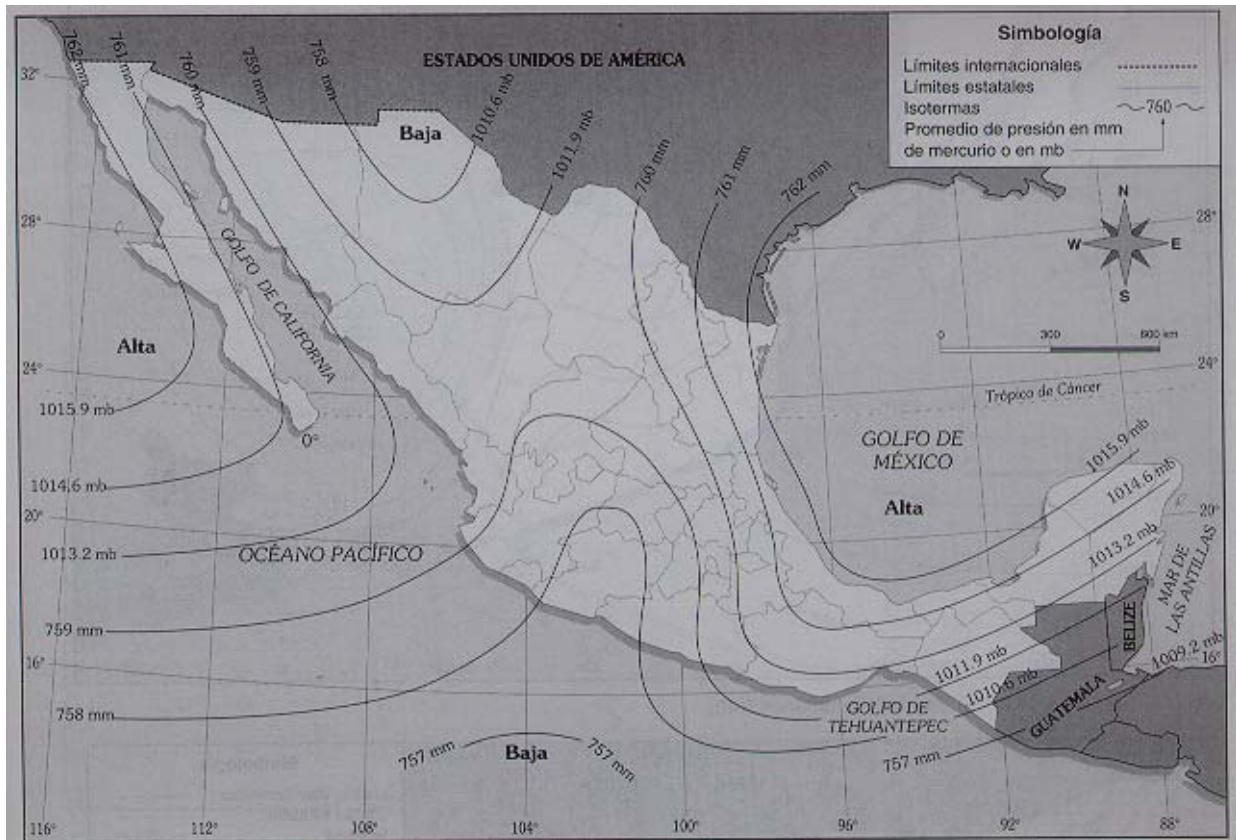 Simbología
Límites internacionales
Límites estatales
Isotermas
760
Promedio de presión en mm
de mercurio o en mb
ESTADOS UNIDOS DE AMÉRICA
762 mm
761 mm
760 mm
759 mm
758 mm
1010.6 mb
1011.9 mb
760 mm
761 mm
762 mm
32°
Baja
N
W
E
S
28°
28°
GOLFO DE CALIFORNIA
0
300
600 km
Alta
24°
24°
Trópico de Cáncer
1015.9 mb
0°
GOLFO DE
MÉXICO
1015.9 mb
1014.6 mb
1014.6 mb
Alta
20°
20°
1013.2 mb
OCÉANO PACÍFICO
1013.2 mb
MAR DE
LAS ANTILLAS
759 mm
BELIZE
16°
1011.9 mb
1009.2 mb
16°
1010.6 mb
758 mm
GOLFO DE
TEHUANTEPEC
GUATEMALA
757 mm
Baja
757 mm
757 mm
116°
112°
108°
104°
100°
96°
92°
88°